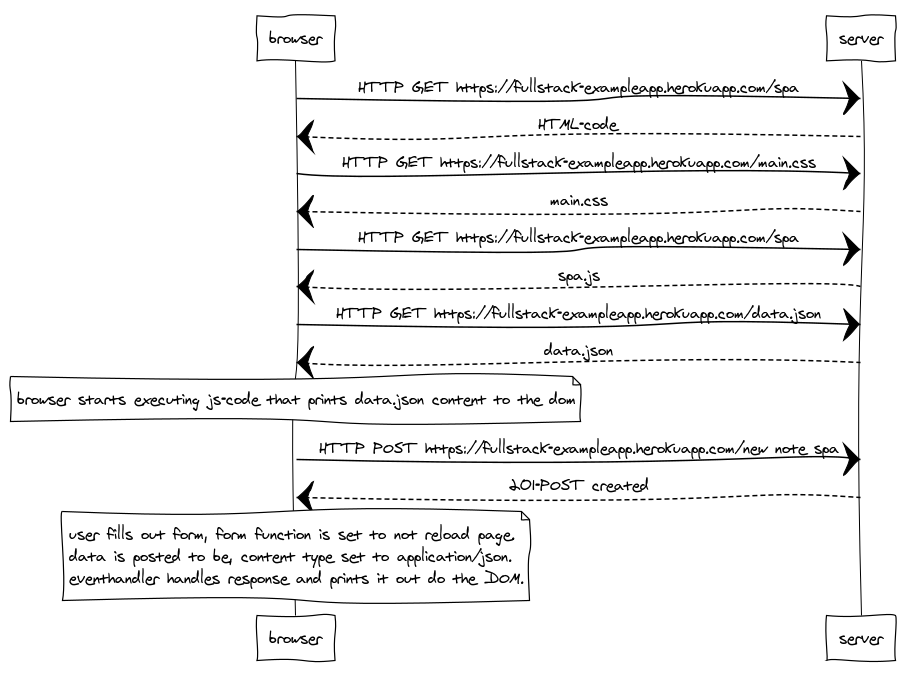 browser server
HTTP GET https://fullstack-exampleapp.herokuapp.com/spa
HTML-code
HTTP GET https://fullstack-exampleapp.herokuapp.com/main.css
main.css
HTTP GET https://fullstack-exampleapp.herokuapp.com/spa
spa.js
HTTP GET https://fullstack-exampleapp.herokuapp.com/data.json
data.json
browser starts executing js-code that prints data.json content to the dom
HTTP POST https://fullstack-exampleapp.herokuapp.com/new note spa
201-POST created
user fills out form, form function is set to not reload page.
data is posted to be, content type set to application/json.
eventhandler handles response and prints it out do the DOM.
browser server